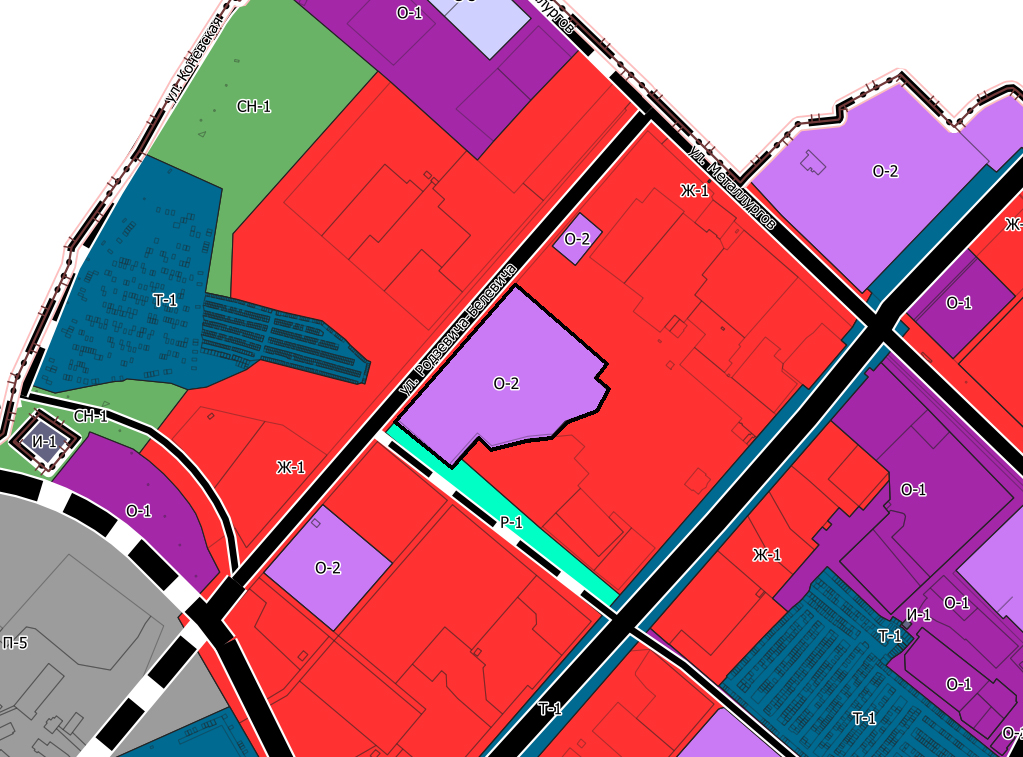 О-1
ул. Коневская
СН-1
ул. Металлургов
Ж-1
О-2
О-2
Ж-
Т-1
О-1
ул. Родзевича-Белевича
О-2
СН-1
И-1
Ж-1
О-1
О-1
Р-1
Ж-1
О-2
О-1
И-1
Т-1
П-5
О-1
Т-1
Т-1